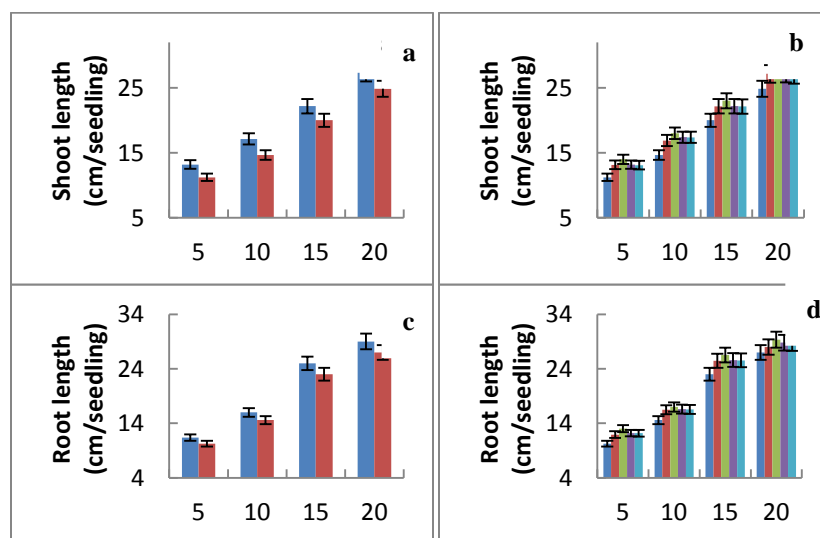 a
Shoot length
(cm/seedling)
25
15
5
5 10 15 20
b
Shoot length
(cm/seedling)
25
15
5
5 10 15 20
c
Root length
(cm/seedling)
34
24
14
4
5 10 15 20
d
Root length
(cm/seedling)
34
24
14
4
5 10 15 20